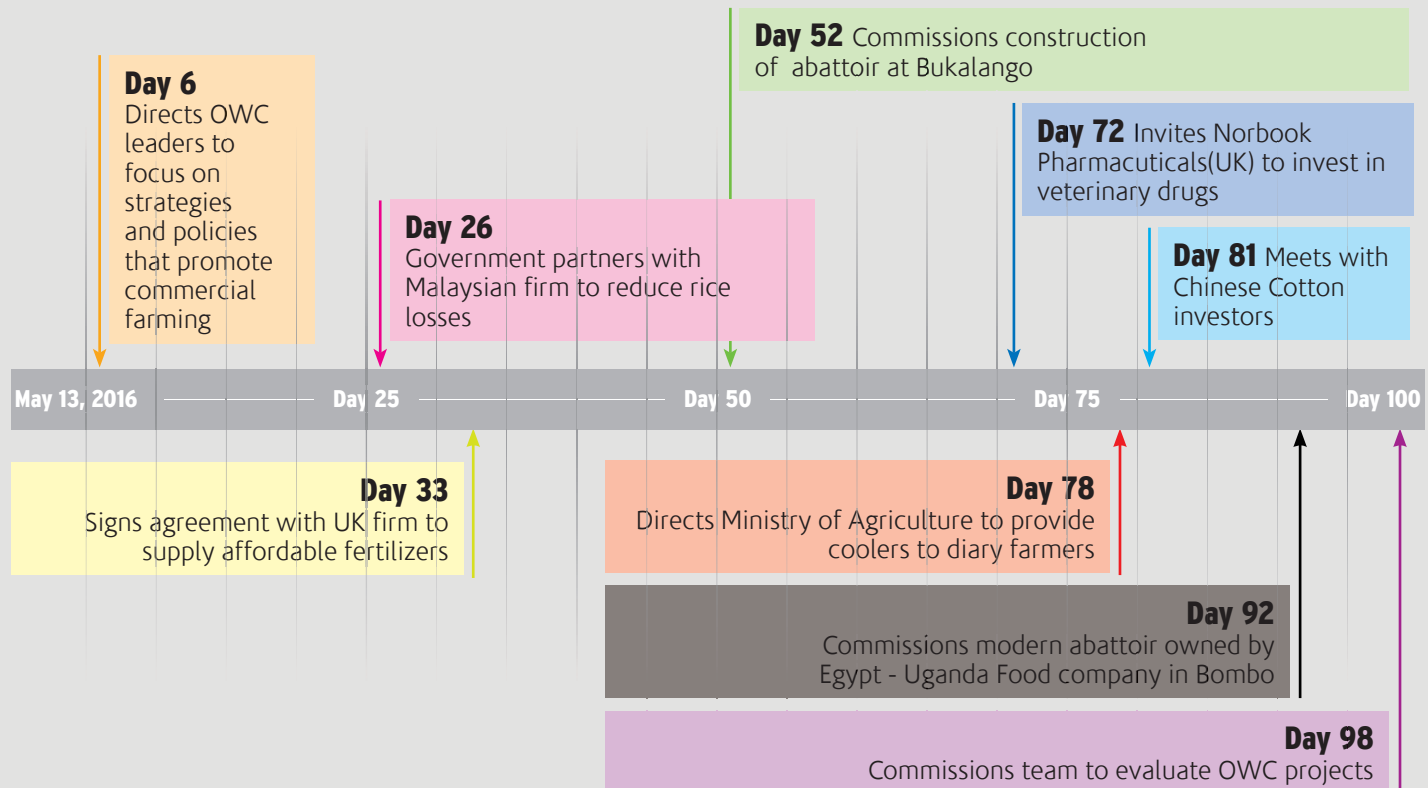 Day 52 Commissions construction
of abattoir at Bukalango
Day 6
Directs OWC
leaders to
focus on
strategies
and policies
that promote
commercial
farming
Day 72 Invites Norbook
Pharmacuticals(UK) to invest in
veterinary drugs
Day 26
Government partners with
Malaysian firm to reduce rice
losses
Day 81 Meets with
Chinese Cotton
investors
May 13, 2016
Day 25
Day 50
Day 75
Day 100
Day 33
Signs agreement with UK firm to
supply affordable fertilizers
Day 78
Directs Ministry of Agriculture to provide
coolers to diary farmers
Day 92
Commissions modern abattoir owned by
Egypt - Uganda Food company in Bombo
Day 98
Commissions team to evaluate OWC projects